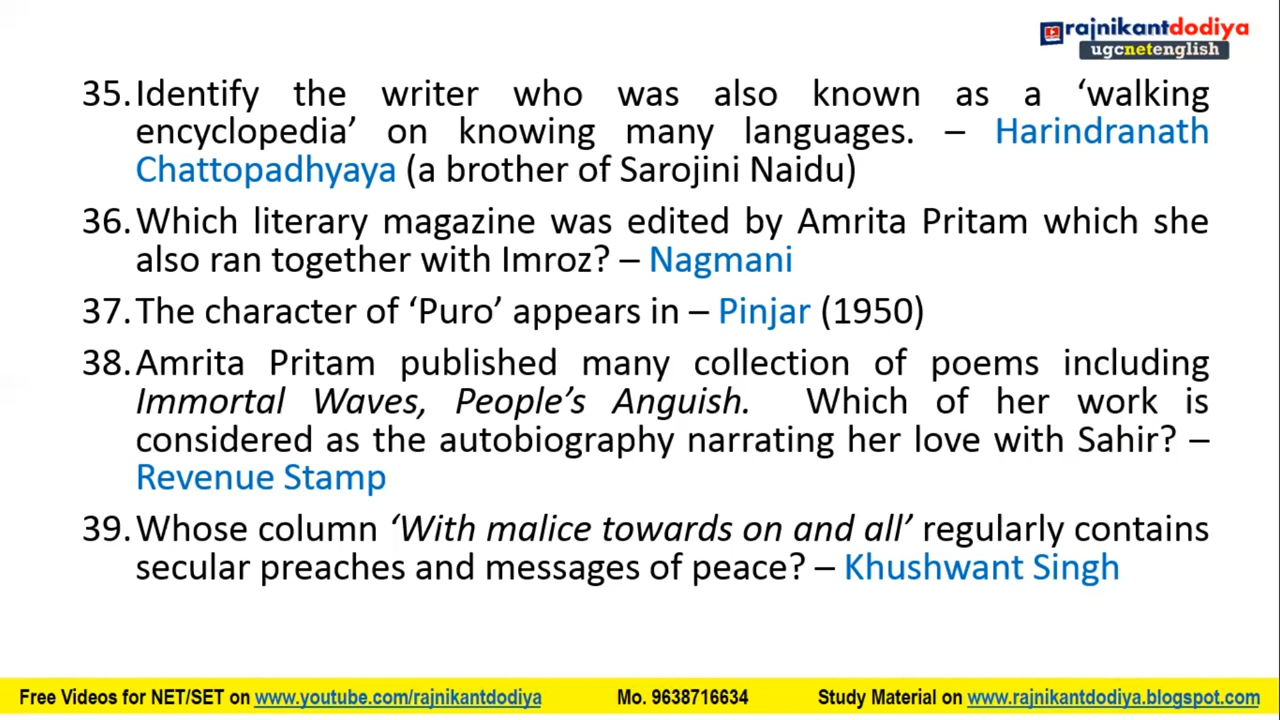 rajnikantdodiya
ugcnetenglish
35. Identify the writer who was also known as a ‘walking
encyclopedia’ on knowing many languages. – Harindranath
Chattopadhyaya (a brother of Sarojini Naidu)
36. Which literary magazine was edited by Amrita Pritam which she
also ran together with Imroz? – Nagmani
37. The character of ‘Puro’ appears in – Pinjar (1950)
38. Amrita Pritam published many collection of poems including
Immortal Waves, People’s Anguish. Which of her work is
considered as the autobiography narrating her love with Sahir? –
Revenue Stamp
39. Whose column ‘With malice towards on and all’ regularly contains
secular preaches and messages of peace? – Khushwant Singh
Free Videos for NET/SET on www.youtube.com/rajnikantdodiya Mo. 9638716634 Study Material on www.rajnikantdodiya.blogspot.com